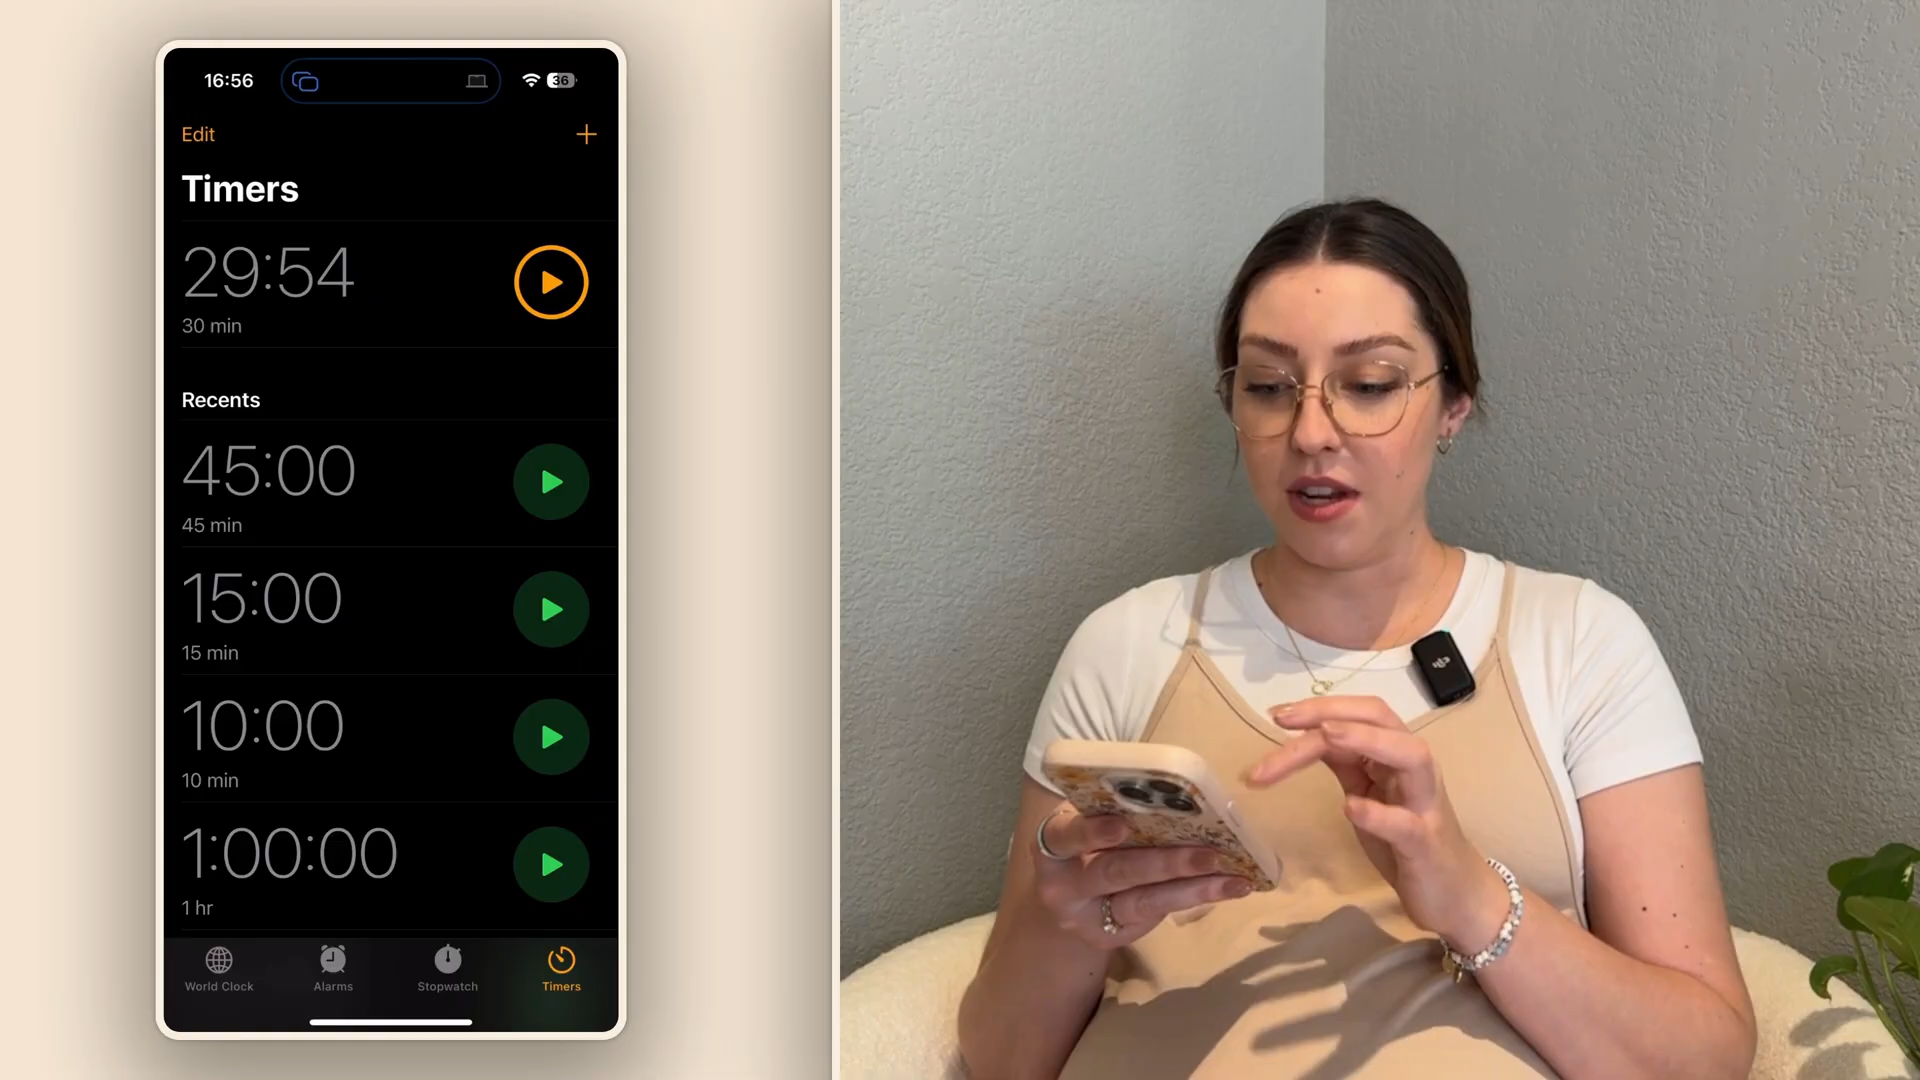 16:56
36
Edit
Timers
29:54
30 min
Recents
45:00
45 min
15:00
15 min
10:00
10 min
1:00:00
1 hr
World Clock
Alarms
Stopwatch
Timers
dji